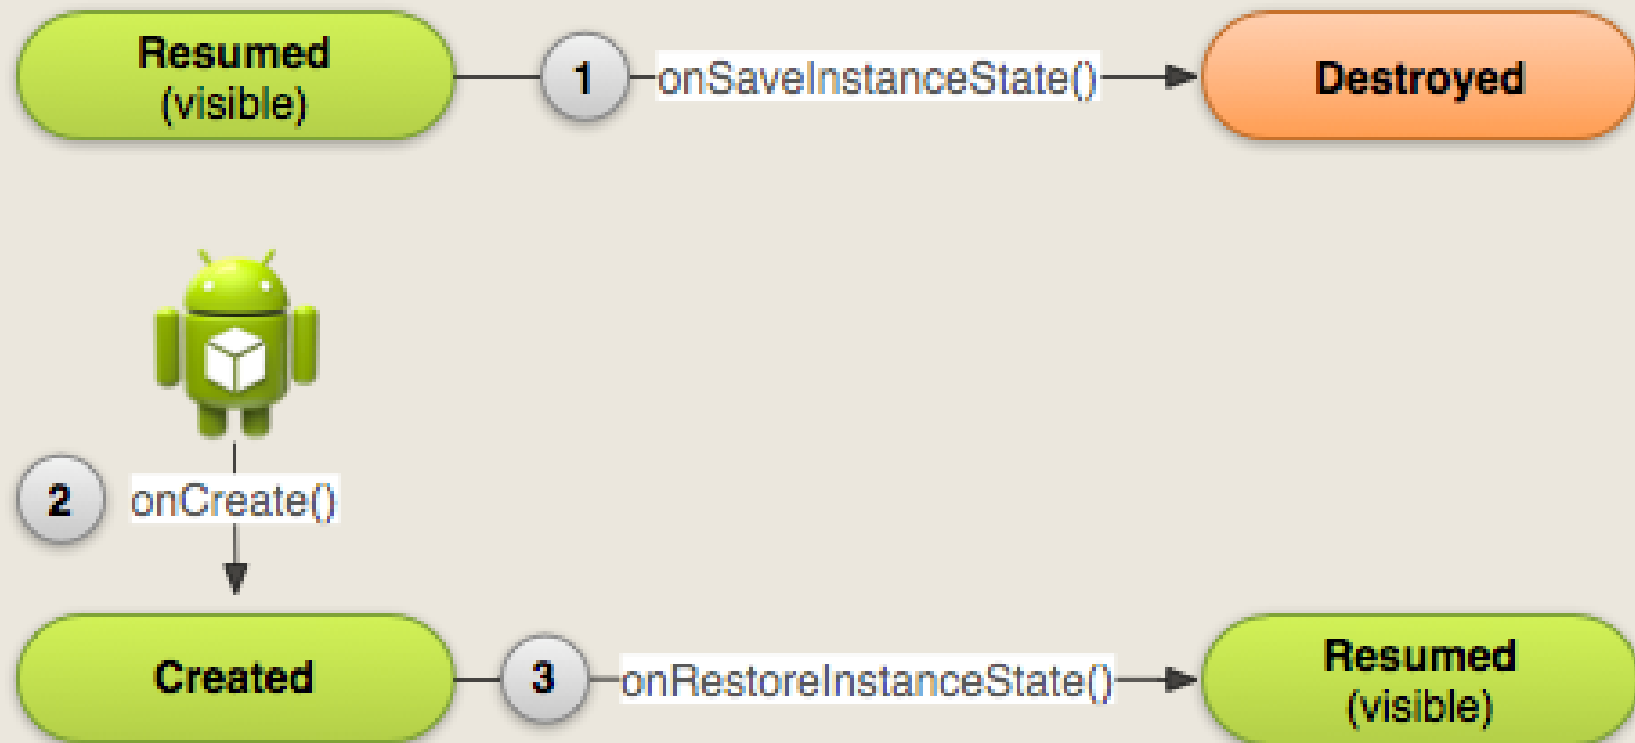 Resumed
(visible)
1
onSaveInstanceState()
Destroyed
2
onCreate()
Created
3
onRestoreInstanceState()
Resumed
(visible)